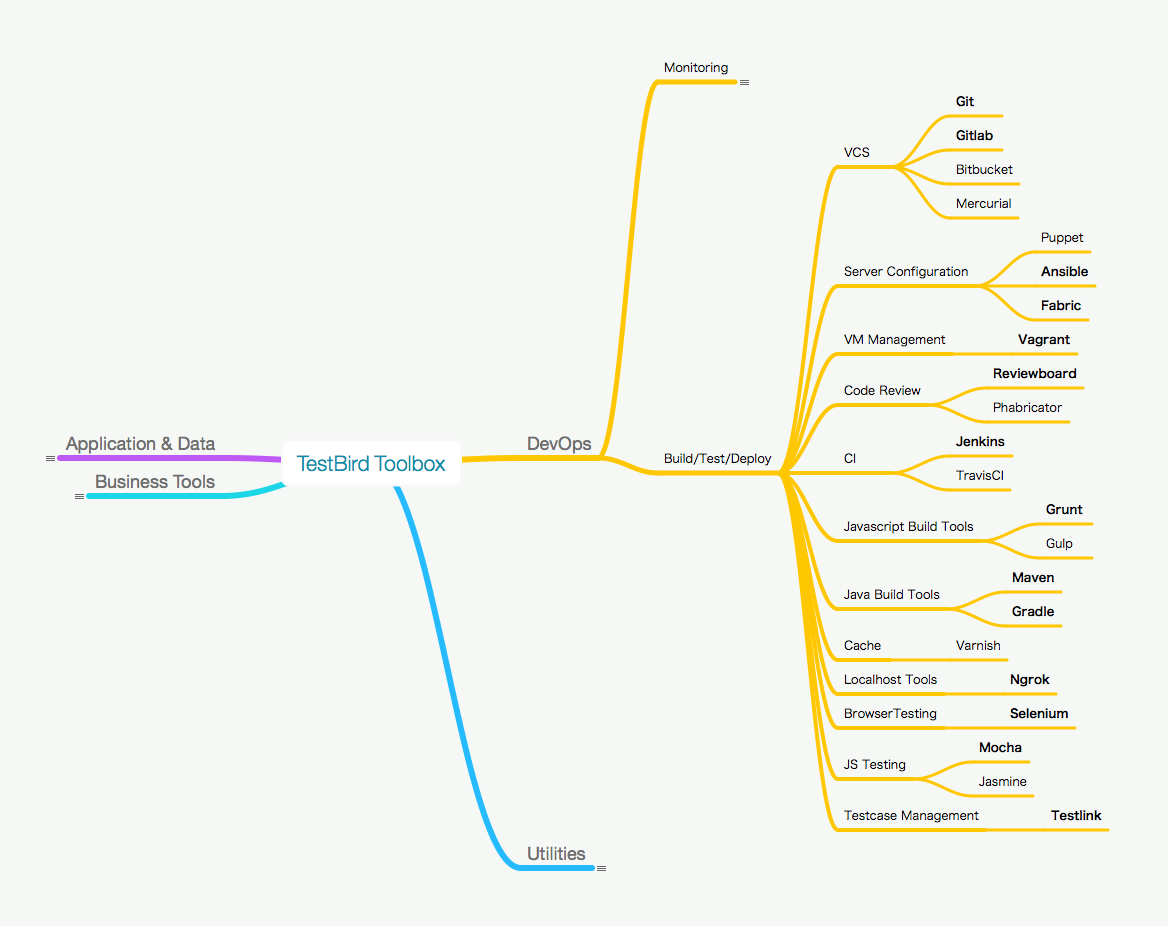 TestBird Toolbox
Application & Data
Business Tools
DevOps
Monitoring
Build/Test/Deploy
VCS
Git
Gitlab
Bitbucket
Mercurial
Server Configuration
Puppet
Ansible
Fabric
VM Management
Vagrant
Code Review
Reviewboard
Phabricator
CI
Jenkins
TravisCI
Javascript Build Tools
Grunt
Gulp
Java Build Tools
Maven
Gradle
Cache
Varnish
Localhost Tools
Ngrok
BrowserTesting
Selenium
JS Testing
Mocha
Jasmine
Testcase Management
Testlink
Utilities